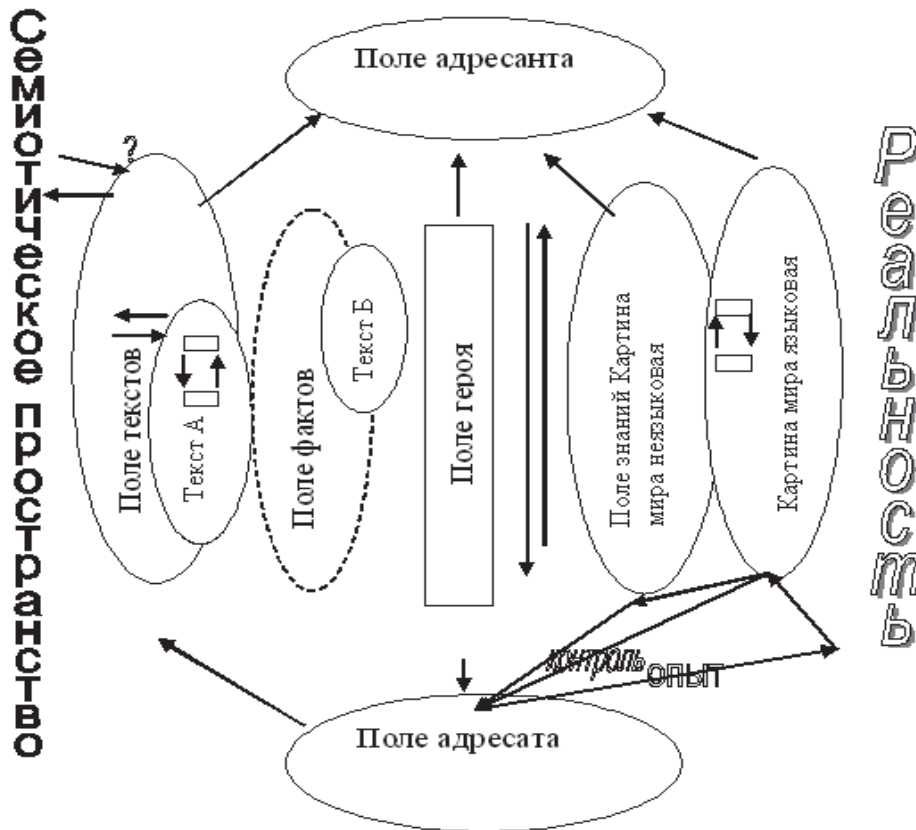 Семиотическое пространство
Поле адресанта
?
Поле текстов
Текст А
Поле фактов
Текст Б
Поле героя
Поле знаний Картина
мира неязыковая
Картина мира языковая
Реальность
контроль
опыт
Поле адресата